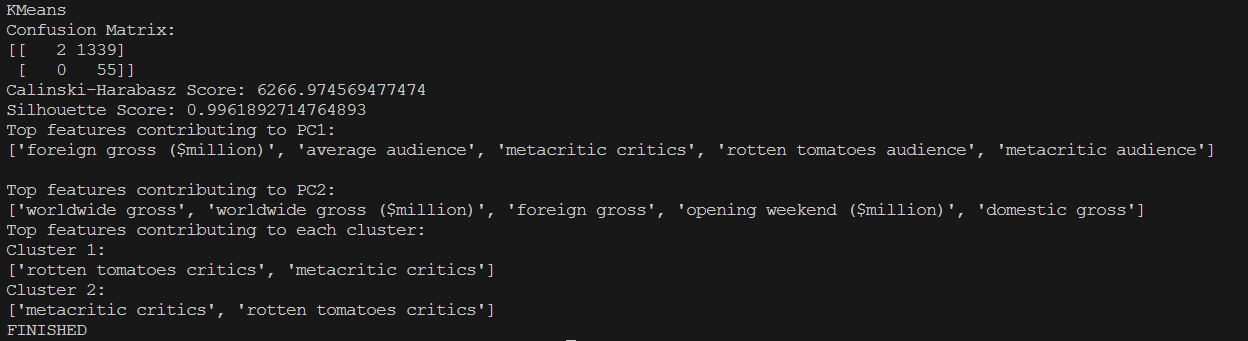 KMeans
Confusion Matrix:
[[   2 1339]
 [   0   55]]
Calinski-Harabasz Score: 6266.974569477474
Silhouette Score: 0.9961892714764893
Top features contributing to PC1:
['foreign gross ($million)', 'average audience', 'metacritic critics', 'rotten tomatoes audience', 'metacritic audience']
Top features contributing to PC2:
['worldwide gross', 'worldwide gross ($million)', 'foreign gross', 'opening weekend ($million)', 'domestic gross']
Top features contributing to each cluster:
Cluster 1:
['rotten tomatoes critics', 'metacritic critics']
Cluster 2:
['metacritic critics', 'rotten tomatoes critics']
FINISHED